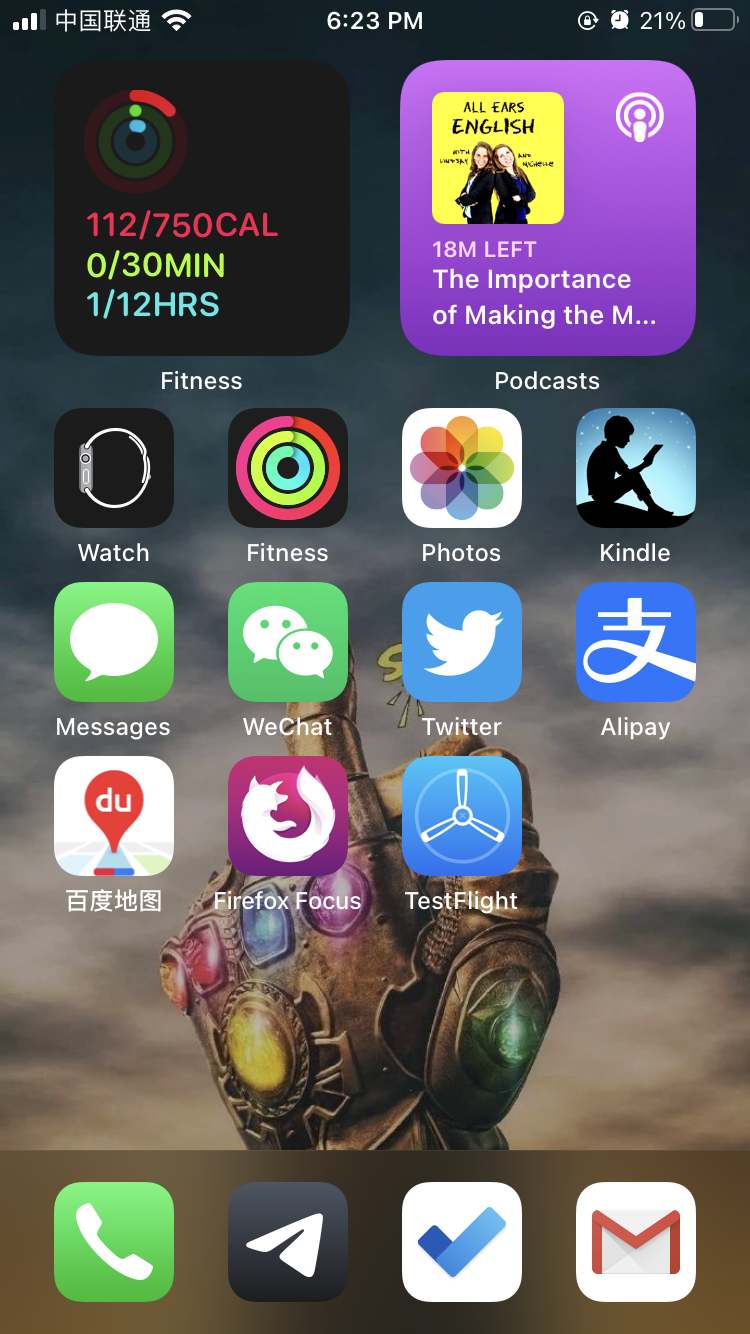 中国联通
6:23 PM
21%
ALL EARS
ENGLISH
WITH
LINDSAY
AND
MICHELLE
112/750CAL
0/30MIN
1/12HRS
18M LEFT
The Importance
of Making the M...
Fitness
Podcasts
Watch
Fitness
Photos
Kindle
支
Messages
WeChat
Twitter
Alipay
du
百度地图
Firefox Focus
TestFlight